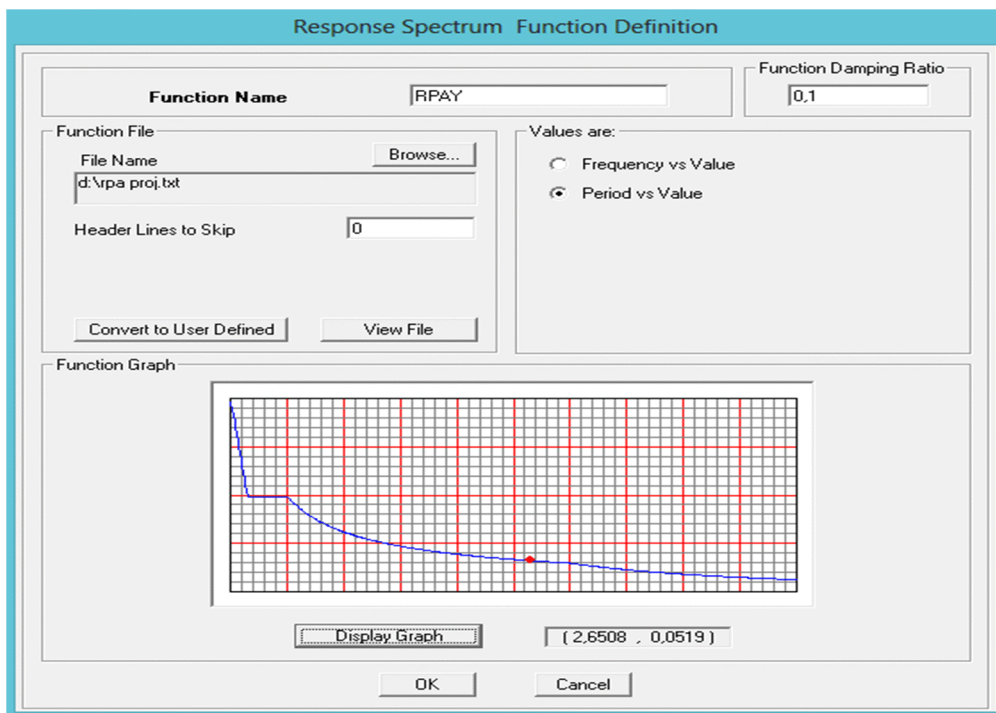 Response Spectrum Function Definition
Function Name
RPAY
Function Damping Ratio
0,1
Function File
File Name
Browse...
d:\rpa proj.txt
Header Lines to Skip
0
Convert to User Defined
View File
Values are:
Frequency vs Value
Period vs Value
Function Graph
Display Graph
( 2,6508 , 0,0519 )
OK
Cancel